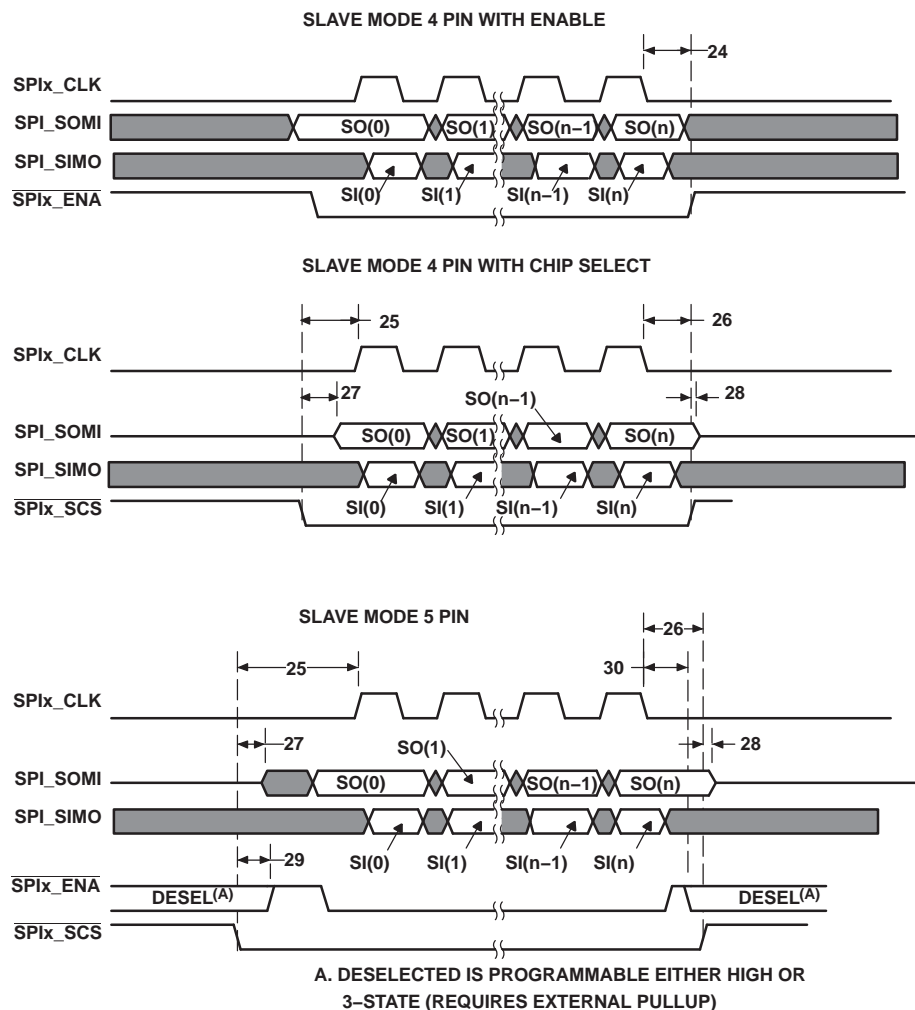 SLAVE MODE 4 PIN WITH ENABLE
24
SPIx_CLK
SPI_SOMI
SO(0)
SO(1)
SO(n−1
SO(n)
SPI_SIMO
SI(0)
SI(1)
SI(n−1)
SI(n)
SPIx_ENA
SLAVE MODE 4 PIN WITH CHIP SELECT
25
26
SPIx_CLK
27
SO(n−1)
28
SPI_SOMI
SO(0)
SO(1)
SO(n)
SPI_SIMO
SPIx_SCS
SI(0)
SI(1)
SI(n−1)
SI(n)
SLAVE MODE 5 PIN
26
25
30
SPIx_CLK
27
SO(1)
28
SPI_SOMI
SO(0)
SO(n−1)
SO(n)
SPI_SIMO
29
SI(0)
SI(1)
SI(n−1)
SI(n)
SPIx_ENA
DESEL(A)
DESEL(A)
SPIx_SCS
A. DESELECTED IS PROGRAMMABLE EITHER HIGH OR
3−STATE (REQUIRES EXTERNAL PULLUP)